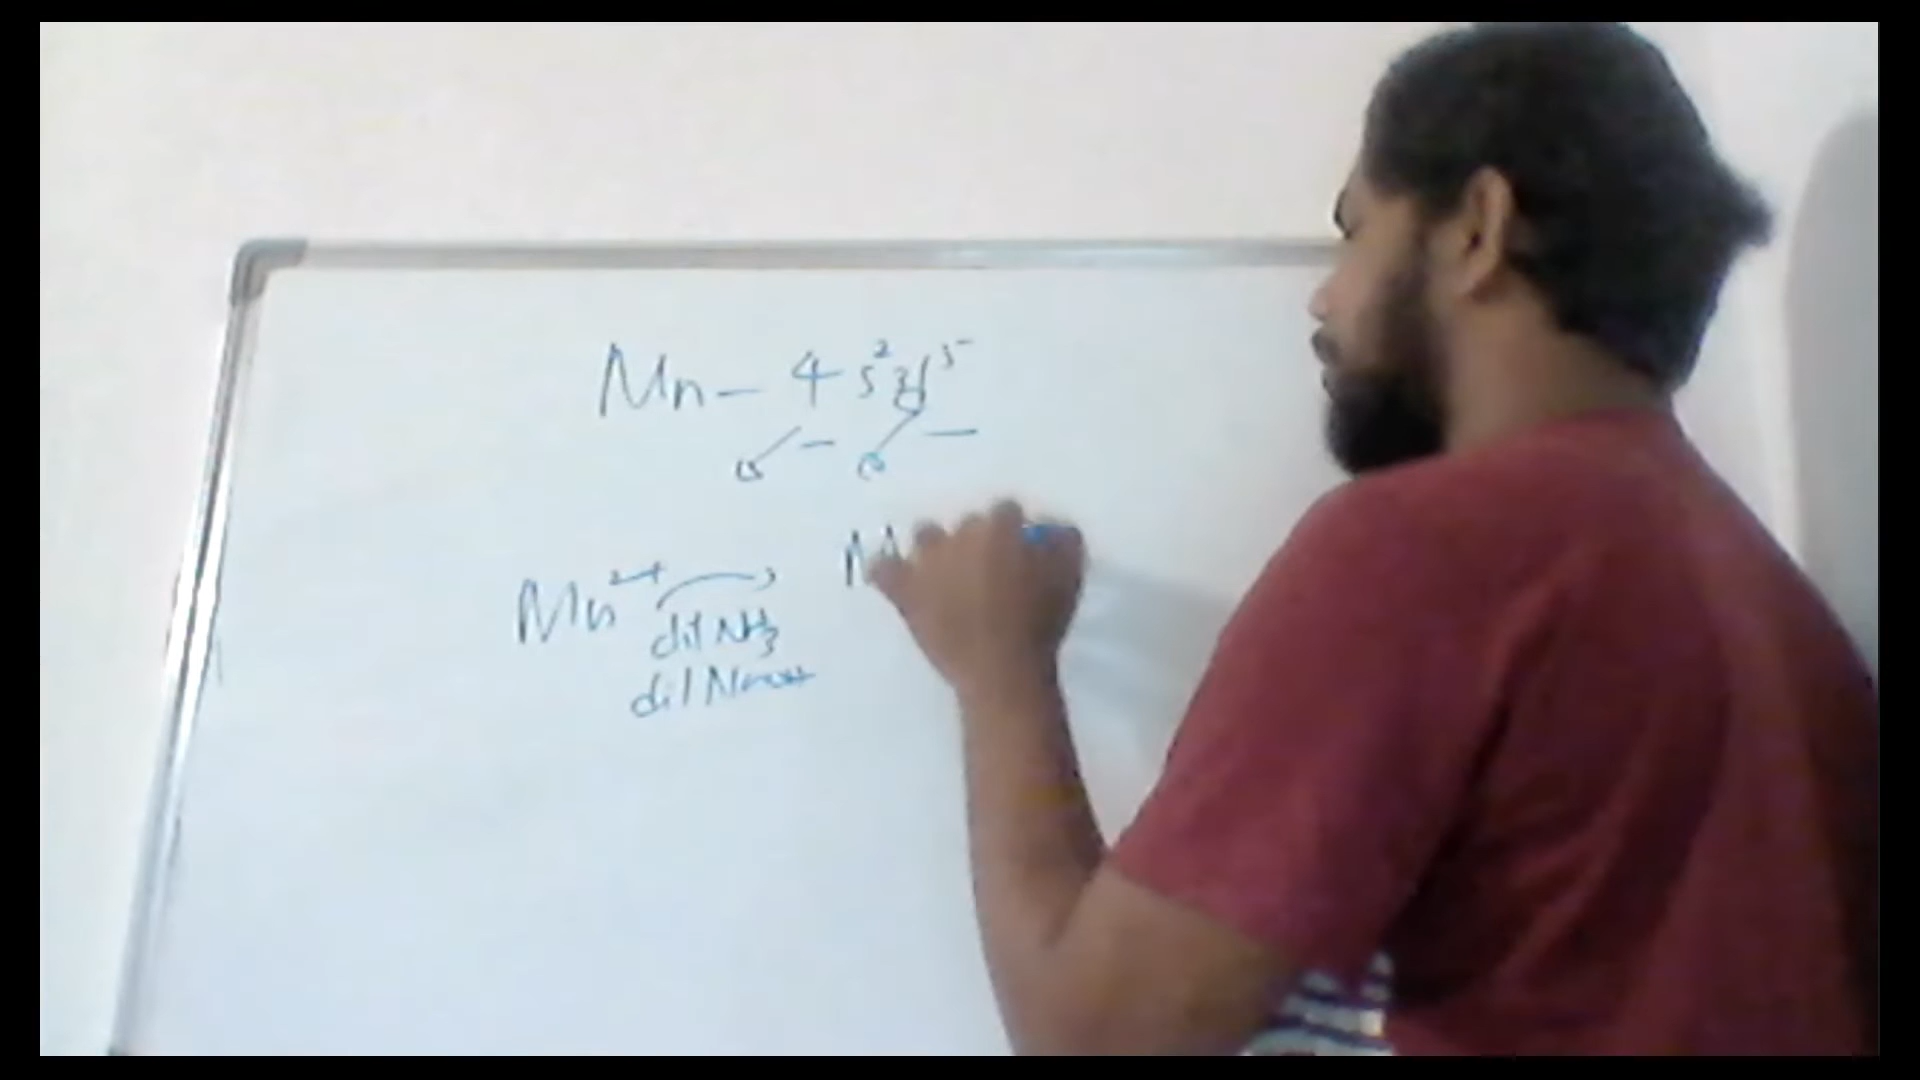 Mn - 4s²3d⁵
Mn²⁺ → M
dil NH₃
dil NaOH